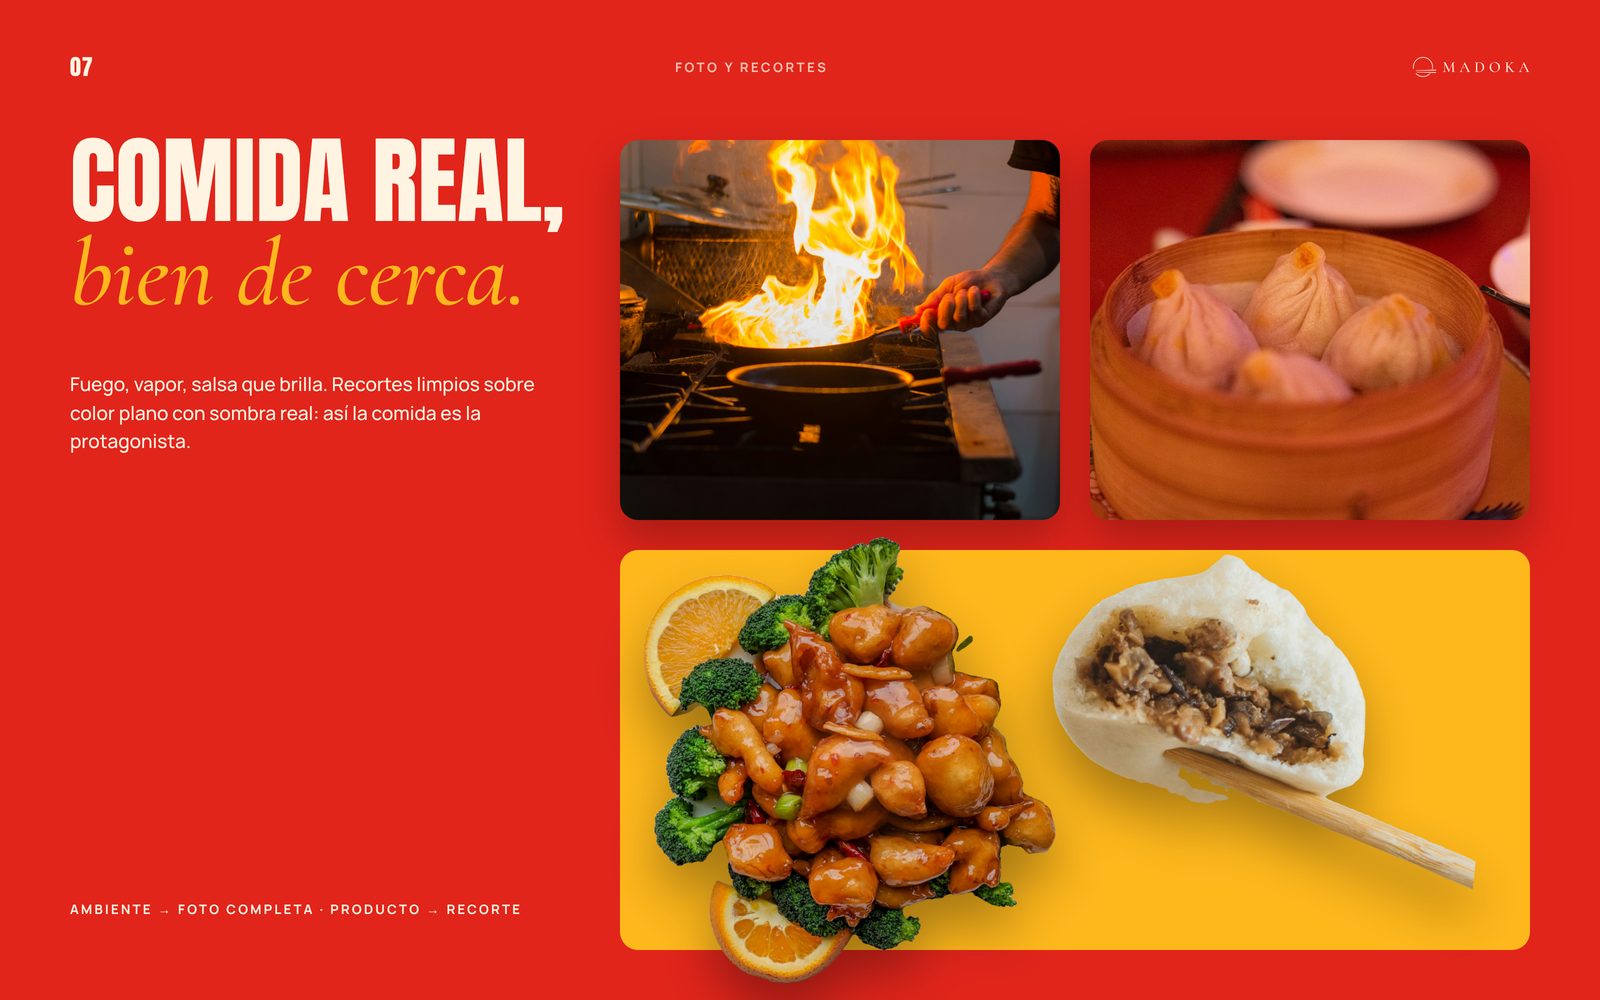 07
FOTO Y RECORTES
MADOKA
COMIDA REAL,
bien de cerca.
Fuego, vapor, salsa que brilla. Recortes limpios sobre
color plano con sombra real: así la comida es la
protagonista.
AMBIENTE → FOTO COMPLETA · PRODUCTO → RECORTE